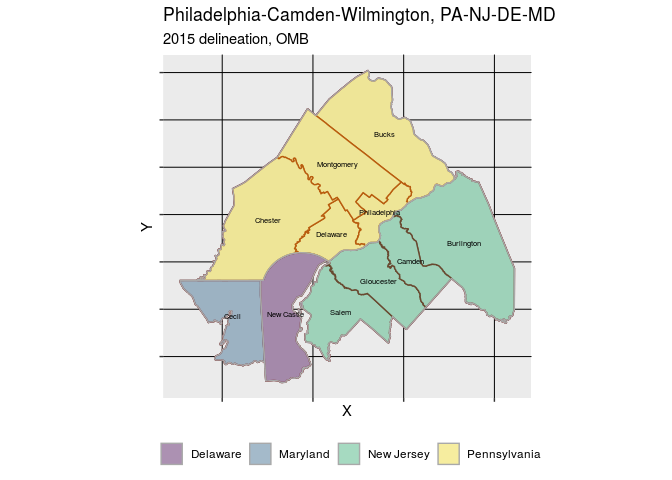 Philadelphia-Camden-Wilmington, PA-NJ-DE-MD
2015 delineation, OMB
Bucks
Montgomery
Philadelphia
Chester
Delaware
Burlington
Camden
Gloucester
Cecil
New Castle
Salem
Y
X
Delaware Maryland New Jersey Pennsylvania